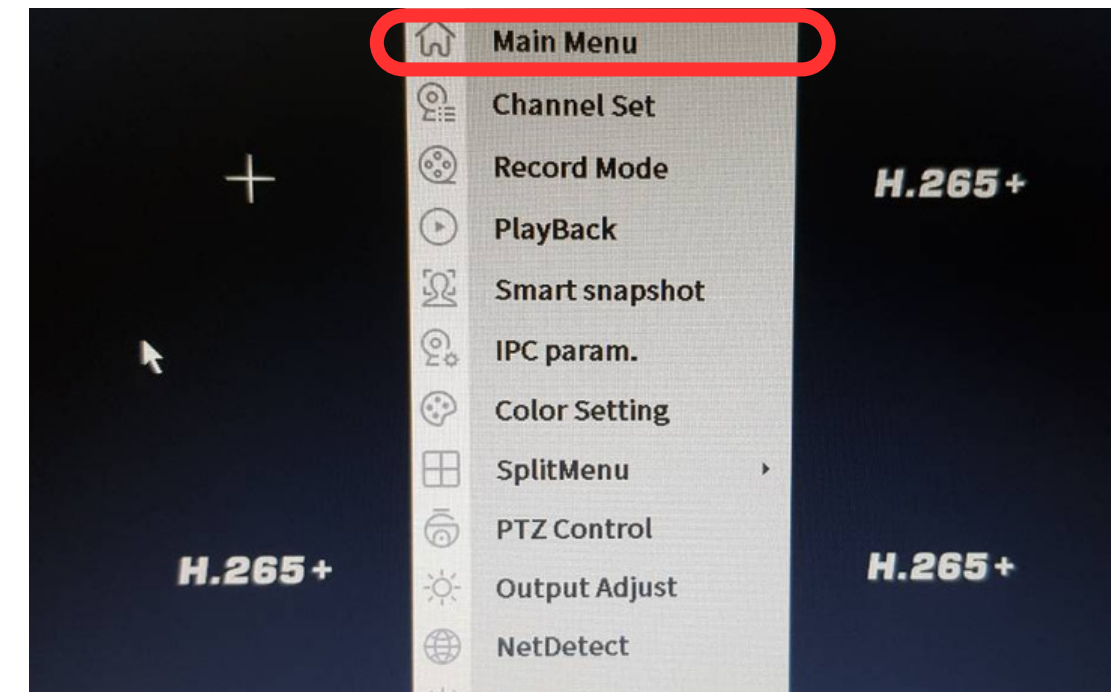 Main Menu
Channel Set
Record Mode
H.265+
PlayBack
Smart snapshot
IPC param.
Color Setting
SplitMenu
PTZ Control
H.265+
H.265+
Output Adjust
NetDetect